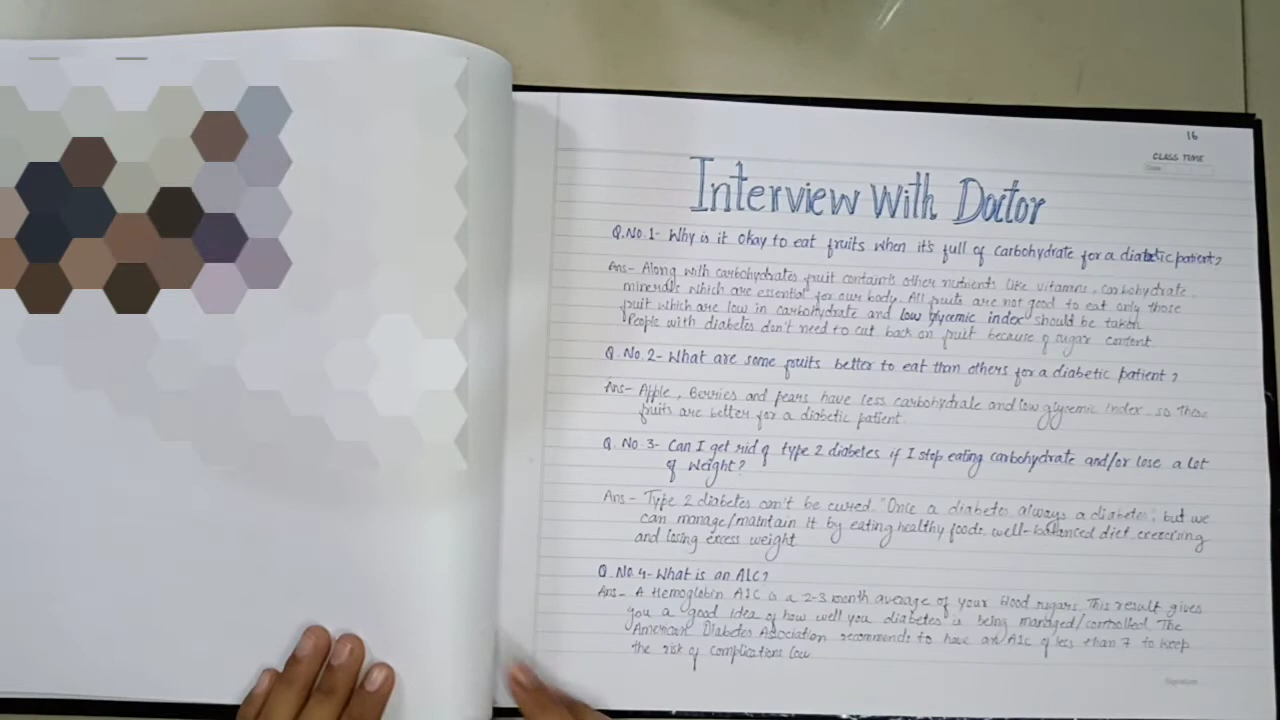 16
CLASS TIME
Date
Interview With Doctor
Q.No.1- Why is it okay to eat fruits when it's full of carbohydrate for a diabetic patient?
Ans- Along with carbohydrates fruit contains other nutrients like vitamins, carbohydrate
minerals which are essential for our body. All fruits are not good to eat only those
fruit which are low in carbohydrate and low glycemic index should be taken
People with diabetes don't need to cut back on fruit because of sugar content
Q.No.2- What are some fruits better to eat than others for a diabetic patient?
Ans- Apple, Berries and pears have less carbohydrate and low glycemic index so these
fruits are better for a diabetic patient.
Q.No.3- Can I get rid of type 2 diabetes if I stop eating carbohydrate and/or lose a lot
of weight?
Ans- Type 2 diabetes can't be cured. "Once a diabetes, always a diabetes", but we
can manage/maintain it by eating healthy foods, well-balanced diet, exercising
and losing excess weight
Q.No.4- What is an A1C?
Ans- A Hemoglobin A1C is a 2-3 month average of your blood sugars. This result gives
you a good idea of how well you diabetes is being managed/controlled. The
American Diabetes Association recommends to have an A1C of less than 7 to keep
the risk of complications low
Signature